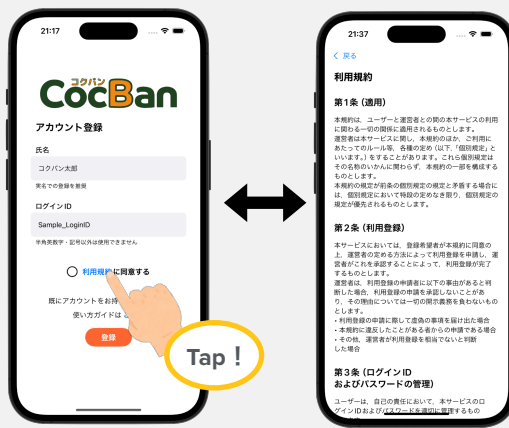 21:17
コクバン
CocBan
アカウント登録
氏名
コクバン太郎
実名での登録を推奨
ログインID
Sample_LoginID
半角英数字・記号以外は使用できません
利用規約に同意する
既にアカウントをお持
使い方ガイドは
登録
Tap！
21:37
戻る
利用規約
第1条（適用）
本規約は、ユーザーと運営者との間の本サービスの利用
に関わる一切の関係に適用されるものとします。
運営者は本サービスに関し、本規約のほか、ご利用に
あたってのルール等、各種の定め（以下、「個別規定」と
いいます。）をすることがあります。これら個別規定は
その名称のいかんに関わらず、本規約の一部を構成する
ものとします。
本規約の規定が前条の個別規定の規定と矛盾する場合に
は、個別規定において特段の定めなき限り、個別規定の
規定が優先されるものとします。
第2条（利用登録）
本サービスにおいては、登録希望者が本規約に同意の
上、運営者の定める方法によって利用登録を申請し、運
営者がこれを承認することによって、利用登録が完了
するものとします。
運営者は、利用登録の申請者に以下の事由があると判
断した場合、利用登録の申請を承認しないことがあ
り、その理由については一切の開示義務を負わないもの
とします。
・利用登録の申請に際して虚偽の事項を届け出た場合
・本規約に違反したことがある者からの申請である場合
・その他、運営者が利用登録を相当でないと判断
した場合
第3条（ログインID
およびパスワードの管理）
ユーザーは、自己の責任において、本サービスのロ
グインIDおよびパスワードを適切に管理するもの